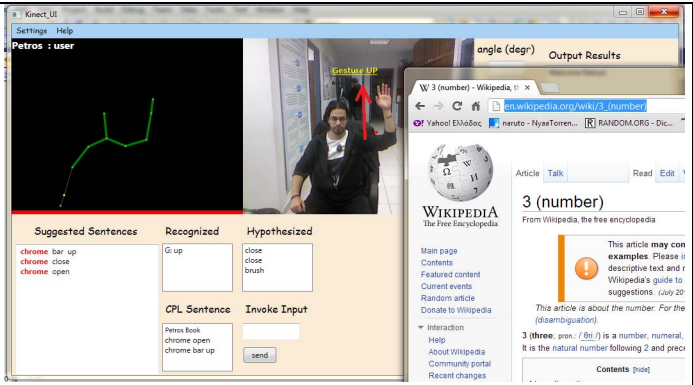 Kinect_UI
Settings Help
Petros : user
Gesture UP
angle (degr)
Output Results
Suggested Sentences
chrome bar up
chrome close
chrome open
Recognized
G: up
Hypothesized
close
close
brush
CPL Sentence
Petros Book
chrome open
chrome bar up
Invoke Input
send
3 (number) - Wikipedia, th
en.wikipedia.org/wiki/3_(number)
Yahoo! Ελλάδας
naruto - NyaaTorren...
RANDOM.ORG - Dic...
WIKIPEDIA
The Free Encyclopedia
Main page
Contents
Featured content
Current events
Random article
Donate to Wikipedia
Interaction
Help
About Wikipedia
Community portal
Recent changes
Article Talk Read Edit
3 (number)
From Wikipedia, the free encyclopedia
This article may con
examples. Please i
descriptive text and r
Wikipedia's guide to
suggestions. (July 20
This article is about the number. For the
(disambiguation).
3 (three; pron.: /ˈθriː/) is a number, numeral,
It is the natural number following 2 and prece
Contents [hide]